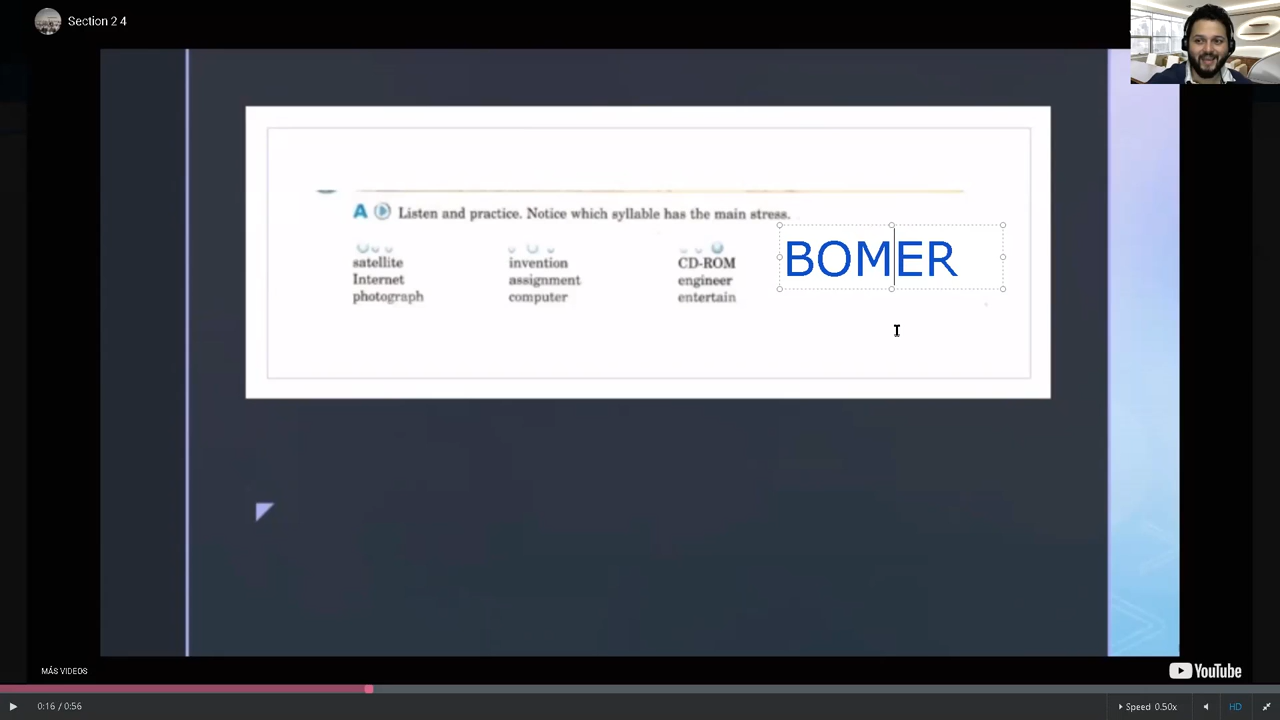 Section 2 4
A Listen and practice. Notice which syllable has the main stress.
satellite invention CD-ROM BOMER
Internet assignment engineer
photograph computer entertain
MÁS VIDEOS
YouTube
0:16 / 0:56 Speed 0.50x HD